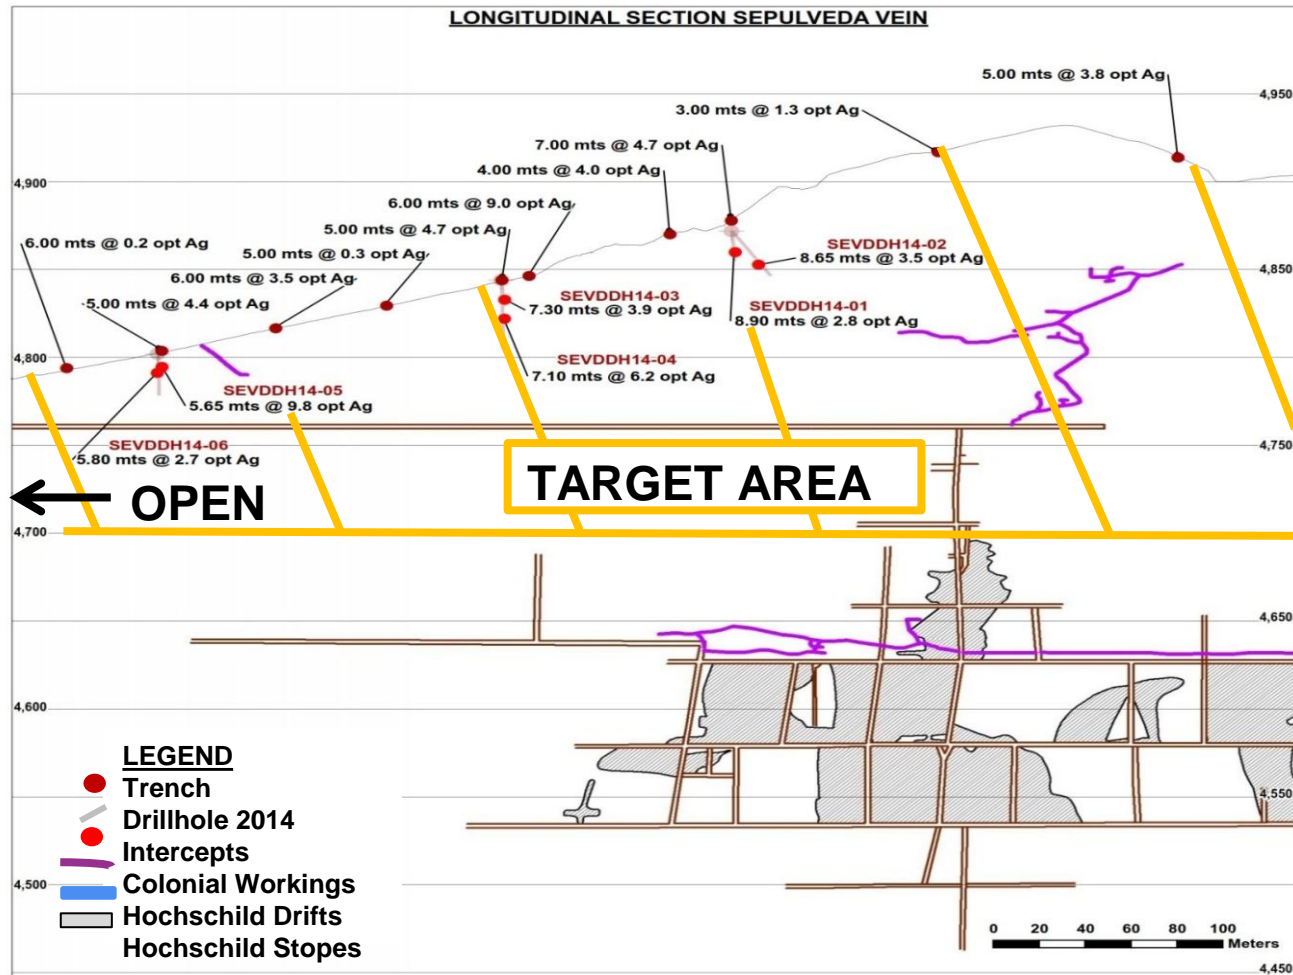 LONGITUDINAL SECTION SEPULVEDA VEIN
5.00 mts @ 3.8 opt Ag
4,950
3.00 mts @ 1.3 opt Ag
7.00 mts @ 4.7 opt Ag
4.00 mts @ 4.0 opt Ag
4,900
6.00 mts @ 9.0 opt Ag
5.00 mts @ 4.7 opt Ag
6.00 mts @ 0.2 opt Ag
5.00 mts @ 0.3 opt Ag
6.00 mts @ 3.5 opt Ag
5.00 mts @ 4.4 opt Ag
SEVDDH14-02
8.65 mts @ 3.5 opt Ag
4,850
SEVDDH14-03
7.30 mts @ 3.9 opt Ag
SEVDDH14-01
8.90 mts @ 2.8 opt Ag
4,800
SEVDDH14-04
7.10 mts @ 6.2 opt Ag
SEVDDH14-05
5.65 mts @ 9.8 opt Ag
SEVDDH14-06
5.80 mts @ 2.7 opt Ag
4,750
TARGET AREA
OPEN
4,700
4,650
4,600
4,550
4,500
4,450
LEGEND
Trench
Drillhole 2014
Intercepts
Colonial Workings
Hochschild Drifts
Hochschild Stopes
0 20 40 60 80 100
Meters